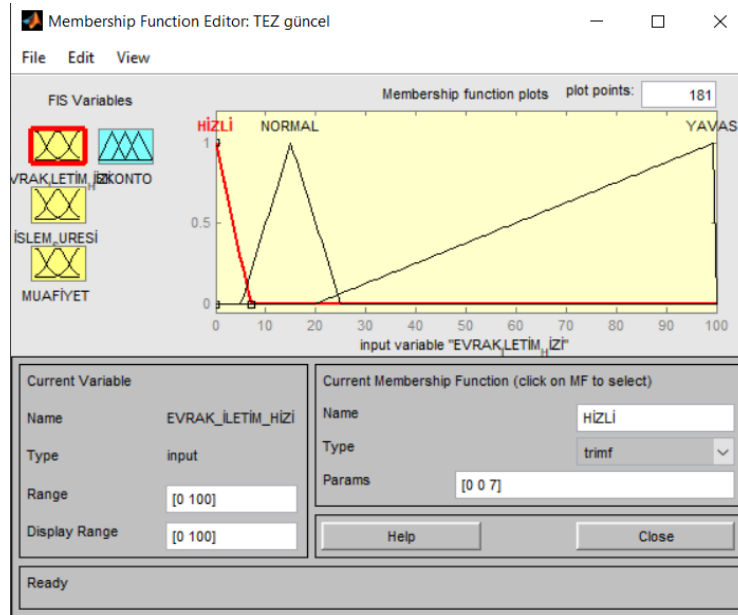 Membership Function Editor: TEZ güncel
File Edit View
FIS Variables
Membership function plots plot points: 181
HİZLİ NORMAL YAVAS
1
0.5
0
0 10 20 30 40 50 60 70 80 90 100
input variable "EVRAK_İLETİM_HİZİ"
İSKONTO
İSLEM_SURESİ
MUAFİYET
Current Variable
Name EVRAK_İLETİM_HİZİ
Type input
Range [0 100]
Display Range [0 100]
Current Membership Function (click on MF to select)
Name HİZLİ
Type trimf
Params [0 0 7]
Help Close
Ready